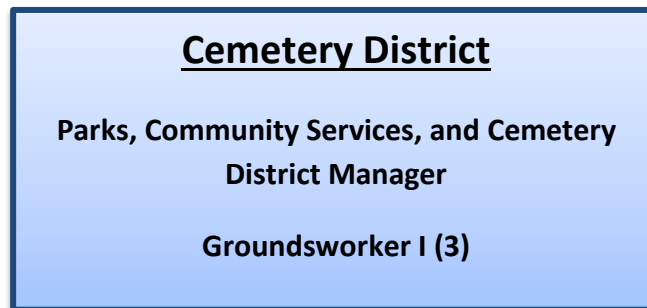 Cemetery District
Parks, Community Services, and Cemetery
District Manager
Groundsworker I (3)